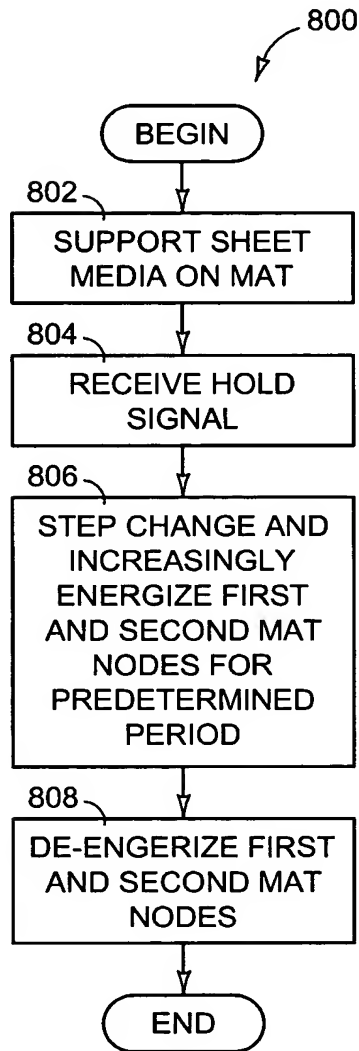 800
BEGIN
802
SUPPORT SHEET
MEDIA ON MAT
804
RECEIVE HOLD
SIGNAL
806
STEP CHANGE AND
INCREASINGLY
ENERGIZE FIRST
AND SECOND MAT
NODES FOR
PREDETERMINED
PERIOD
808
DE-ENGERIZE FIRST
AND SECOND MAT
NODES
END